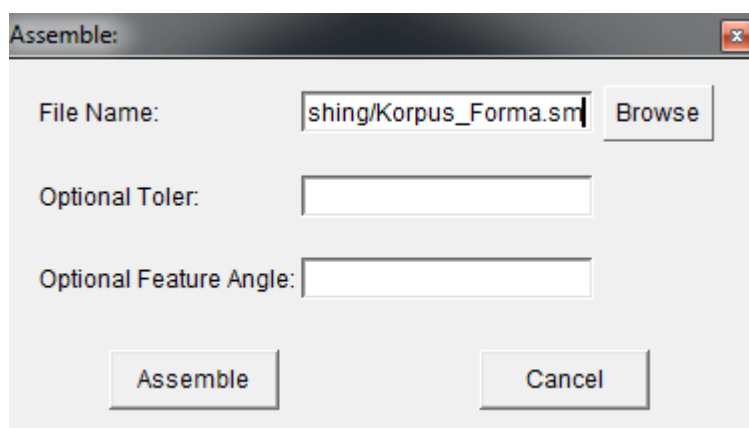 Assemble:
File Name: shing/Korpus_Forma.sm Browse
Optional Toler:
Optional Feature Angle:
Assemble Cancel